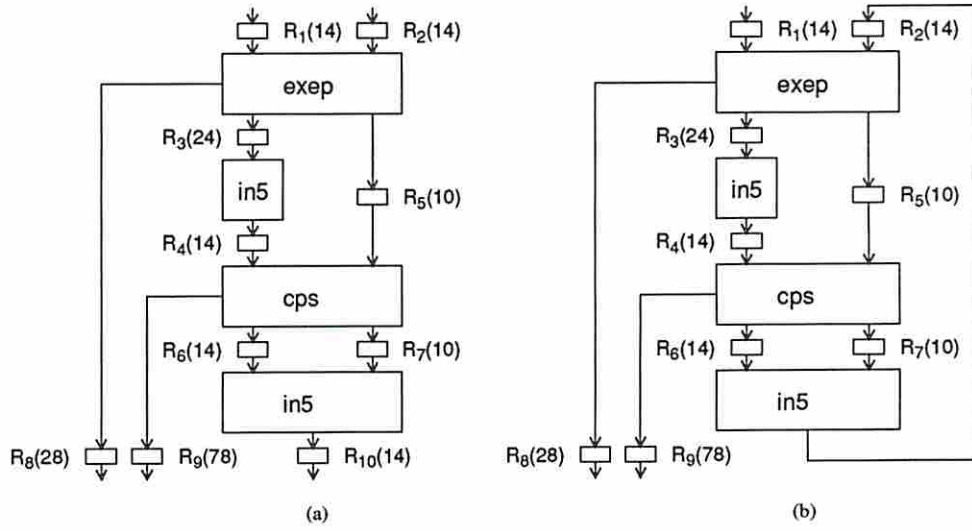 R1(14) R2(14)
exep
R3(24)
in5
R5(10)
R4(14)
cps
R6(14) R7(10)
in5
R8(28) R9(78) R10(14)
(a)
R1(14) R2(14)
exep
R3(24)
in5
R5(10)
R4(14)
cps
R6(14) R7(10)
in5
R8(28) R9(78)
(b)